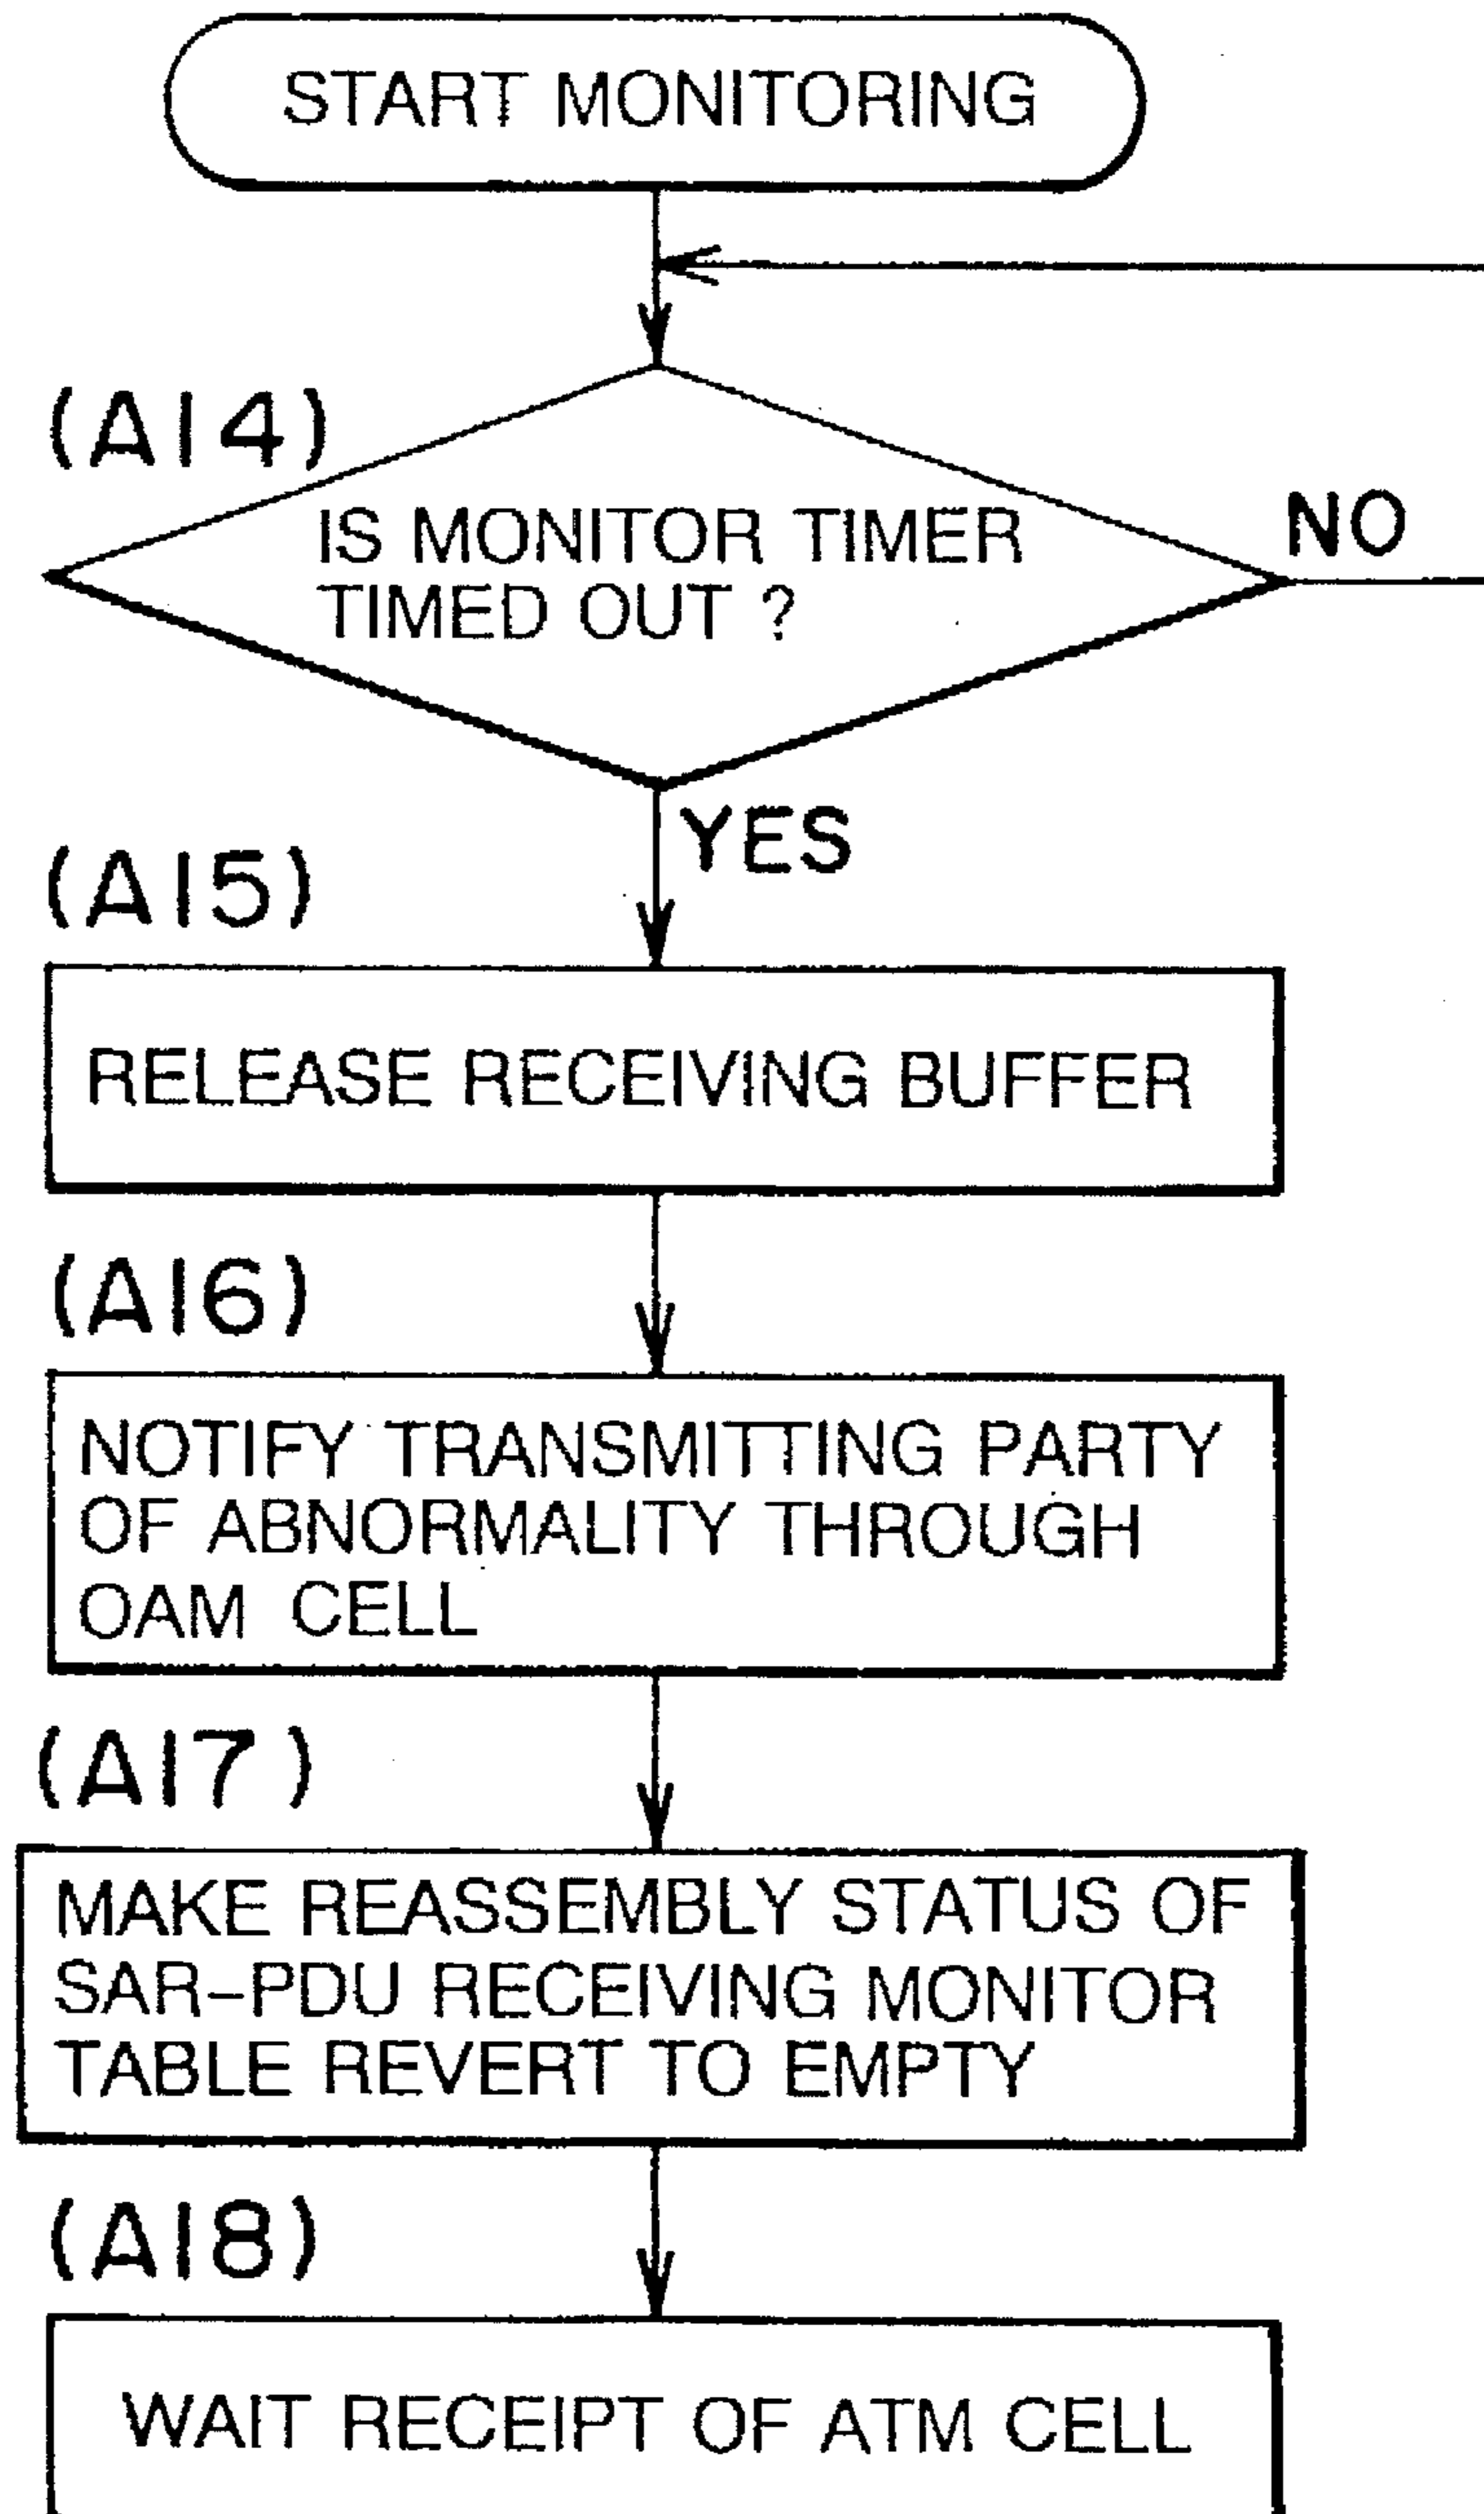 START MONITORING
(A14)
IS MONITOR TIMER
TIMED OUT ?
NO
YES
(A15)
RELEASE RECEIVING BUFFER
(A16)
NOTIFY TRANSMITTING PARTY
OF ABNORMALITY THROUGH
OAM CELL
(A17)
MAKE REASSEMBLY STATUS OF
SAR-PDU RECEIVING MONITOR
TABLE REVERT TO EMPTY
(A18)
WAIT RECEIPT OF ATM CELL